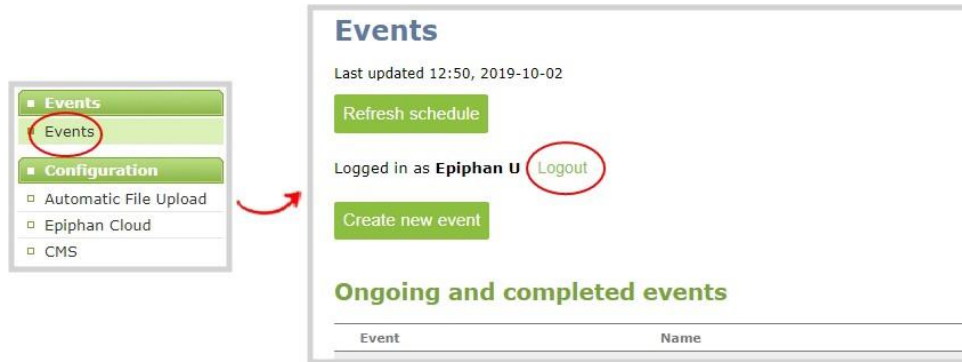 Events
Events
Configuration
Automatic File Upload
Epiphan Cloud
CMS
Events
Last updated 12:50, 2019-10-02
Refresh schedule
Logged in as Epiphan U Logout
Create new event
Ongoing and completed events
Event Name